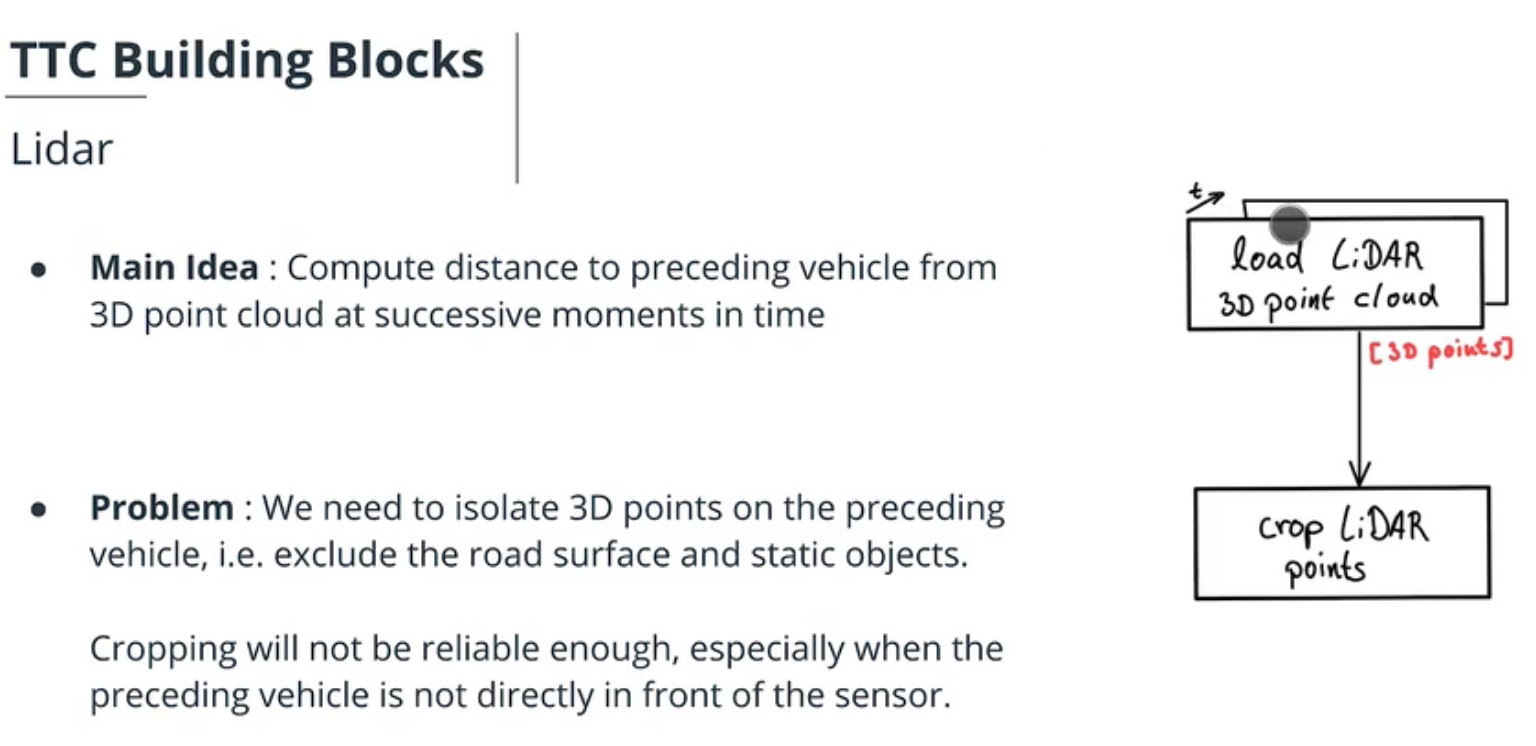 TTC Building Blocks
Lidar
● Main Idea : Compute distance to preceding vehicle from
3D point cloud at successive moments in time
● Problem : We need to isolate 3D points on the preceding
vehicle, i.e. exclude the road surface and static objects.
Cropping will not be reliable enough, especially when the
preceding vehicle is not directly in front of the sensor.
t
load LiDAR
3D point cloud
[3D points]
crop LiDAR
points